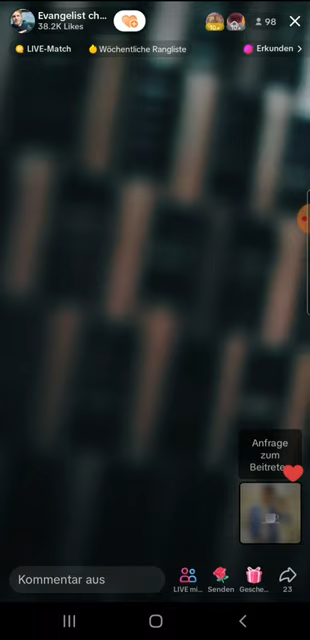 Evangelist ch...
38.2K Likes
98
LIVE-Match
Wöchentliche Rangliste
Erkunden
Anfrage
zum
Beitrete
Kommentar aus
LIVE mi...
Senden
Gesche...
23